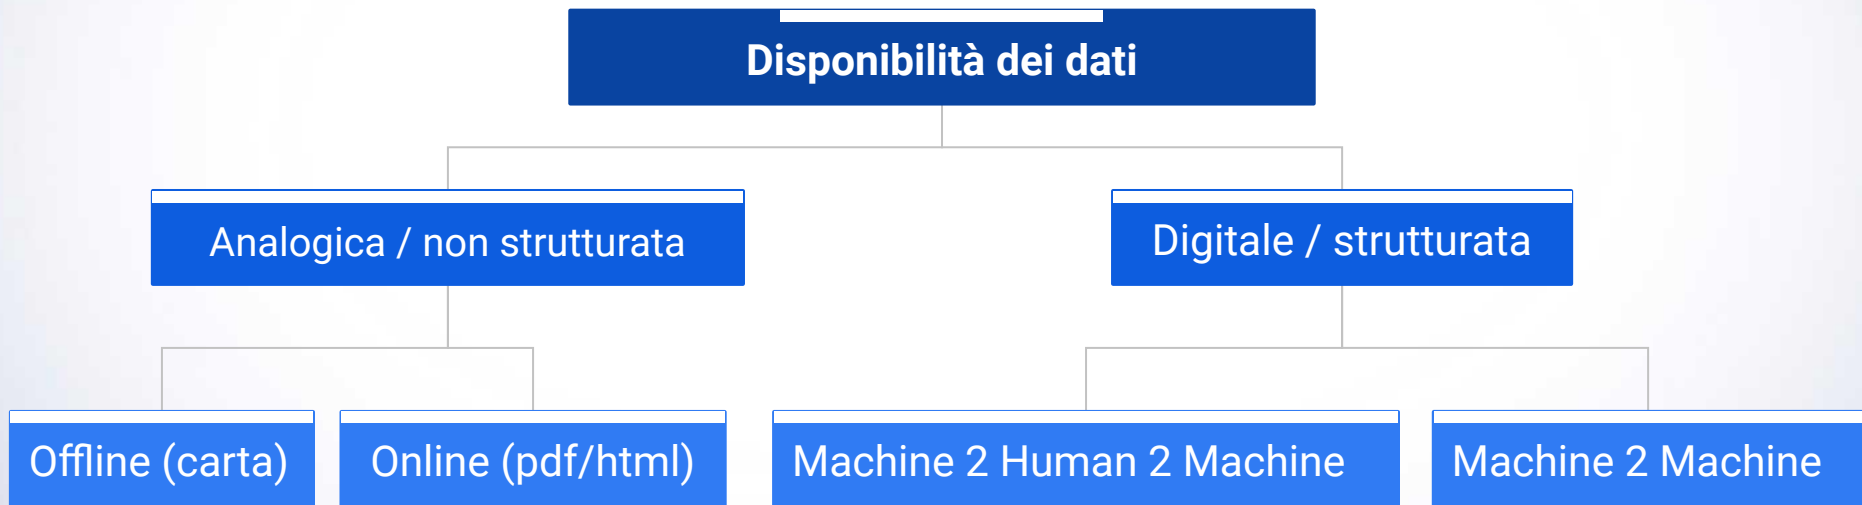 Disponibilità dei dati
Analogica / non strutturata
Digitale / strutturata
Offline (carta)
Online (pdf/html)
Machine 2 Human 2 Machine
Machine 2 Machine